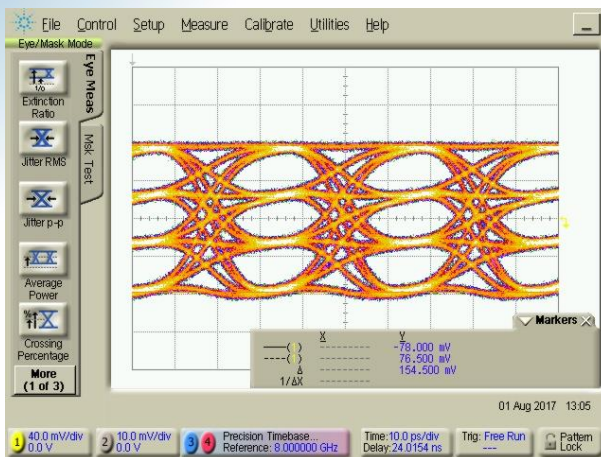 File Control Setup Measure Calibrate Utilities Help
Eye/Mask Mode
Eye Meas
Msk Test
Extinction
Ratio
Jitter RMS
Jitter p-p
Average
Power
Crossing
Percentage
More
(1 of 3)
Markers
X Y
——( ) --------- -78.000 mV
----( ) --------- 76.500 mV
Δ --------- 154.500 mV
1/ΔX ---------
01 Aug 2017 13:05
1 40.0 mV/div
0.0 V
2 10.0 mV/div
0.0 V
3 4 Precision Timebase...
Reference: 8.000000 GHz
Time:10.0 ps/div
Delay:24.0154 ns
Trig: Free Run
---
Pattern
Lock